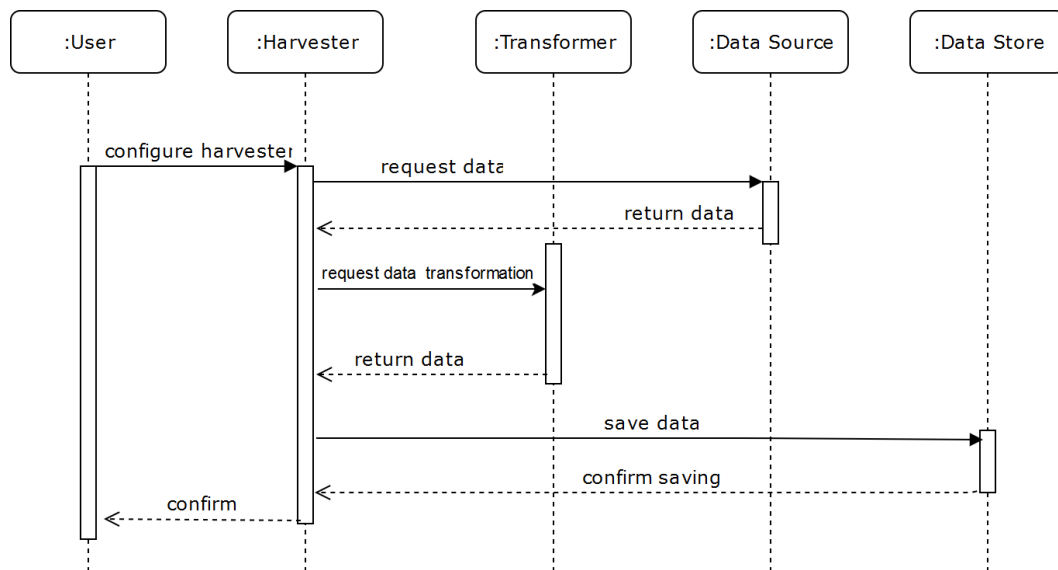 :User
:Harvester
:Transformer
:Data Source
:Data Store
configure harvester
request data
return data
request data transformation
return data
save data
confirm saving
confirm